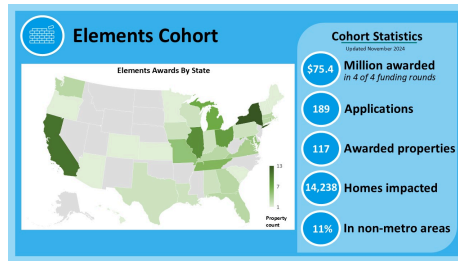 Elements Cohort
Elements Awards By State
13
7
1
Property
count
Cohort Statistics
Updated November 2024
$75.4
Million awarded
in 4 of 4 funding rounds
189
Applications
117
Awarded properties
14,238
Homes impacted
11%
In non-metro areas